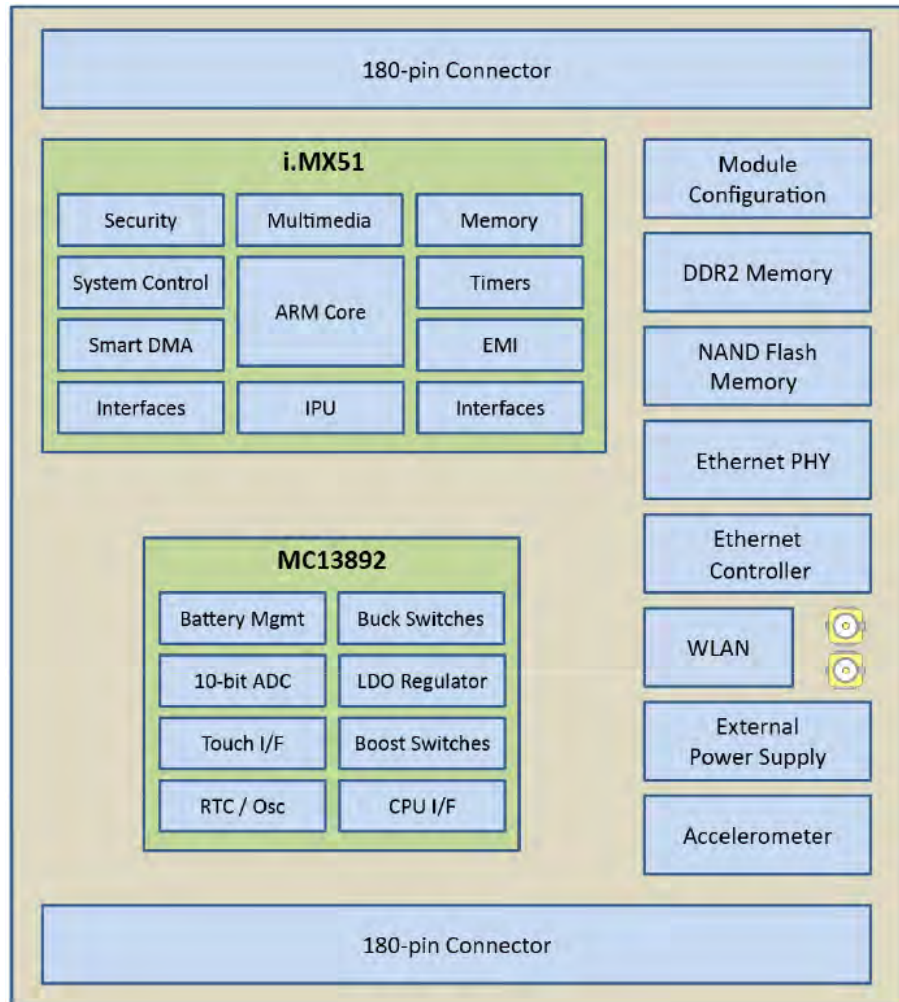 180-pin Connector
i.MX51
Security
Multimedia
Memory
System Control
ARM Core
Timers
Smart DMA
EMI
Interfaces
IPU
Interfaces
Module
Configuration
DDR2 Memory
NAND Flash
Memory
Ethernet PHY
Ethernet
Controller
WLAN
External
Power Supply
Accelerometer
MC13892
Battery Mgmt
Buck Switches
10-bit ADC
LDO Regulator
Touch I/F
Boost Switches
RTC / Osc
CPU I/F
180-pin Connector